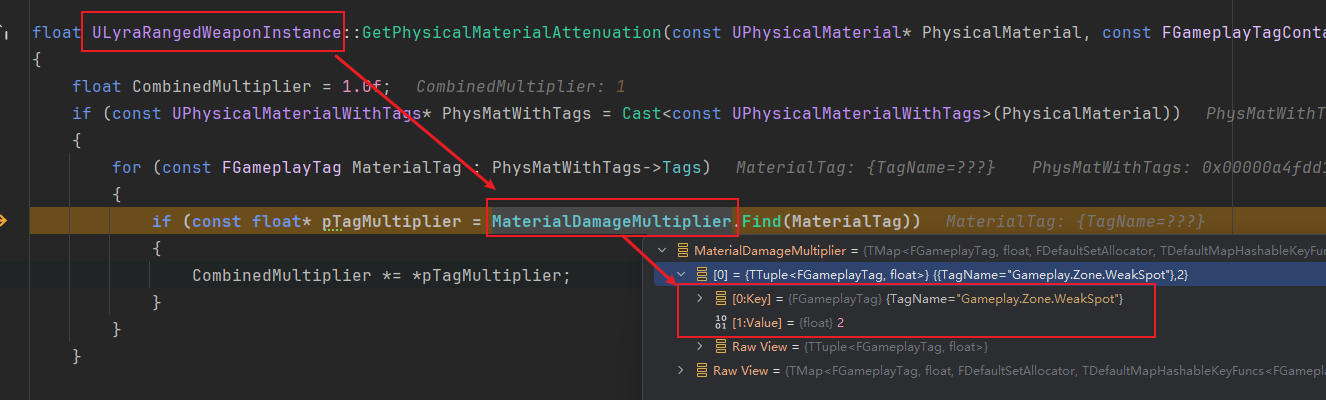 float ULyraRangedWeaponInstance::GetPhysicalMaterialAttenuation(const UPhysicalMaterial* PhysicalMaterial, const FGameplayTagConta
{
float CombinedMultiplier = 1.0f; CombinedMultiplier: 1
if (const UPhysicalMaterialWithTags* PhysMatWithTags = Cast<const UPhysicalMaterialWithTags>(PhysicalMaterial)) PhysMatWithT
{
for (const FGameplayTag MaterialTag : PhysMatWithTags->Tags) MaterialTag: {TagName=???} PhysMatWithTags: 0x00000a4fdd1
{
if (const float* pTagMultiplier = MaterialDamageMultiplier.Find(MaterialTag)) MaterialTag: {TagName=???}
{
MaterialDamageMultiplier = {TMap<FGameplayTag, float, FDefaultSetAllocator, TDefaultMapHashableKeyFunc
[0] = {TTuple<FGameplayTag, float>} {{TagName="Gameplay.Zone.WeakSpot"},2}
CombinedMultiplier *= *pTagMultiplier;
[0:Key] = {FGameplayTag} {TagName="Gameplay.Zone.WeakSpot"}
}
10 01 [1:Value] = {float} 2
}
Raw View = {TTuple<FGameplayTag, float>}
}
Raw View = {TMap<FGameplayTag, float, FDefaultSetAllocator, TDefaultMapHashableKeyFuncs<FGamepla